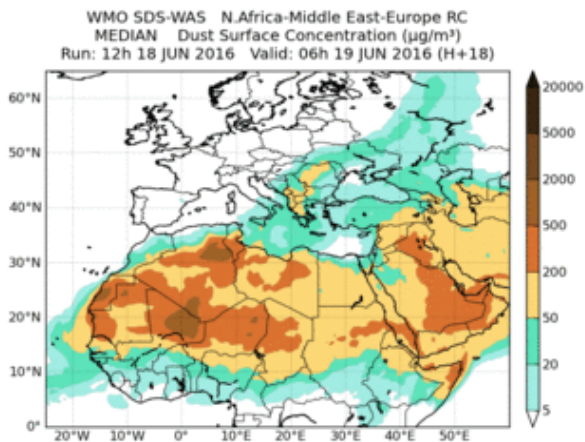 WMO SDS-WAS N.Africa-Middle East-Europe RC
MEDIAN Dust Surface Concentration (µg/m³)
Run: 12h 18 JUN 2016 Valid: 06h 19 JUN 2016 (H+18)
60°N
50°N
40°N
30°N
20°N
10°N
0°
20°W 10°W 0° 10°E 20°E 30°E 40°E 50°E
20000
5000
2000
500
200
50
20
5